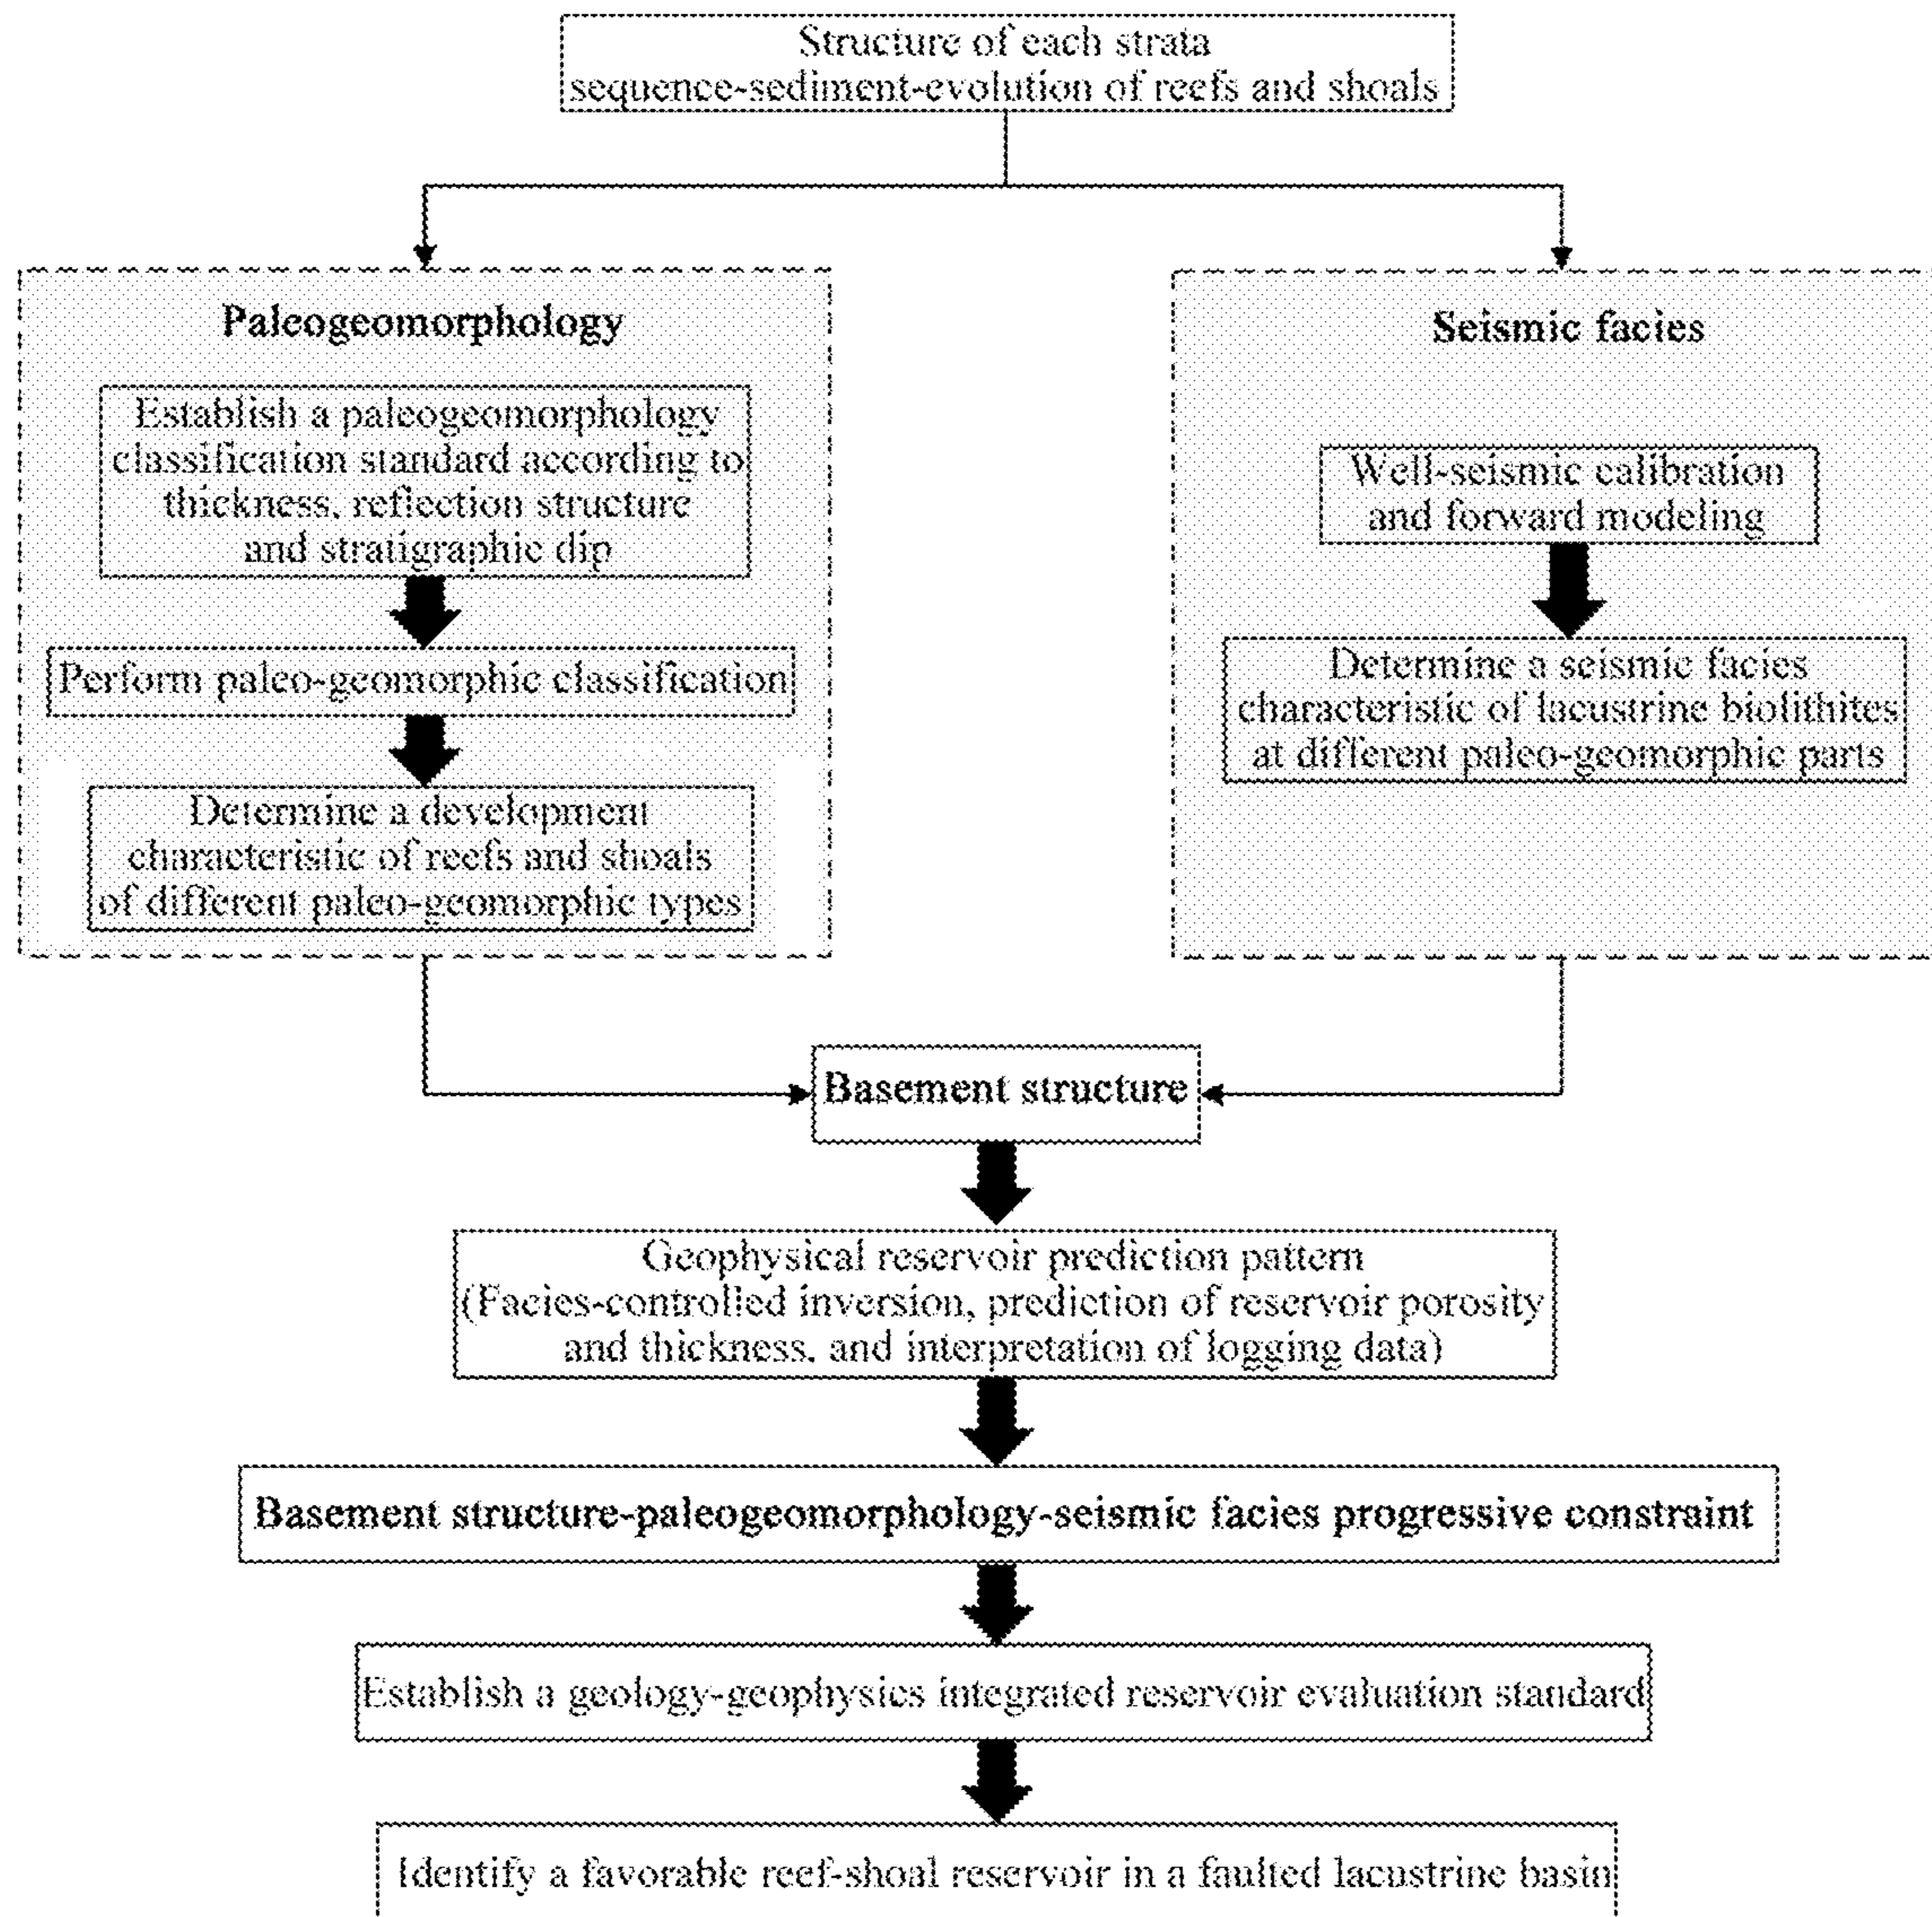 Structure of each strata
sequence-sediment-evolution of reefs and shoals
Paleogeomorphology
Establish a paleogeomorphology
classification standard according to
thickness, reflection structure
and stratigraphic dip
Perform paleo-geomorphic classification
Determine a development
characteristic of reefs and shoals
of different paleo-geomorphic types
Seismic facies
Well-seismic calibration
and forward modeling
Determine a seismic facies
characteristic of lacustrine biolithites
at different paleo-geomorphic parts
Basement structure
Geophysical reservoir prediction pattern
(Facies-controlled inversion, prediction of reservoir porosity
and thickness, and interpretation of logging data)
Basement structure-paleogeomorphology-seismic facies progressive constraint
Establish a geology-geophysics integrated reservoir evaluation standard
Identify a favorable reef-shoal reservoir in a faulted lacustrine basin